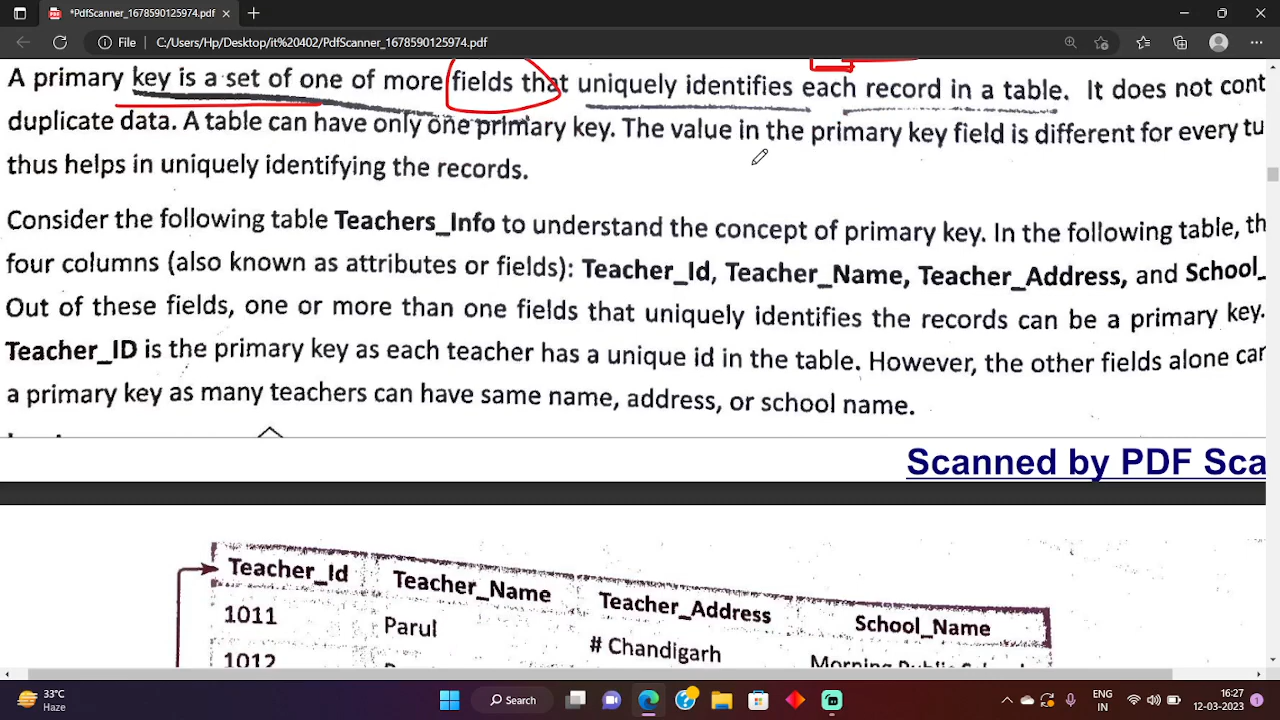 *PdfScanner_1678590125974.pdf
File C:/Users/Hp/Desktop/it%20402/PdfScanner_1678590125974.pdf
A primary key is a set of one of more fields that uniquely identifies each record in a table. It does not cont
duplicate data. A table can have only one primary key. The value in the primary key field is different for every tu
thus helps in uniquely identifying the records.
Consider the following table Teachers_Info to understand the concept of primary key. In the following table, th
four columns (also known as attributes or fields): Teacher_Id, Teacher_Name, Teacher_Address, and School_
Out of these fields, one or more than one fields that uniquely identifies the records can be a primary key.
Teacher_ID is the primary key as each teacher has a unique id in the table. However, the other fields alone can
a primary key as many teachers can have same name, address, or school name.
Scanned by PDF Sca
Teacher_Id Teacher_Name Teacher_Address School_Name
1011 Parul # Chandigarh Morning Public
1012
33°C
Haze
Search
ENG
IN
16:27
12-03-2023
1